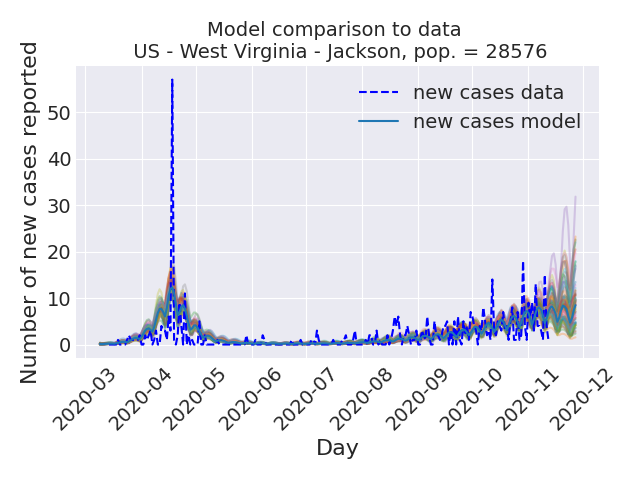 Model comparison to data
US - West Virginia - Jackson, pop. = 28576
Number of new cases reported
50
40
30
20
10
0
new cases data
new cases model
2020-03
2020-04
2020-05
2020-06
2020-07
2020-08
2020-09
2020-10
2020-11
2020-12
Day